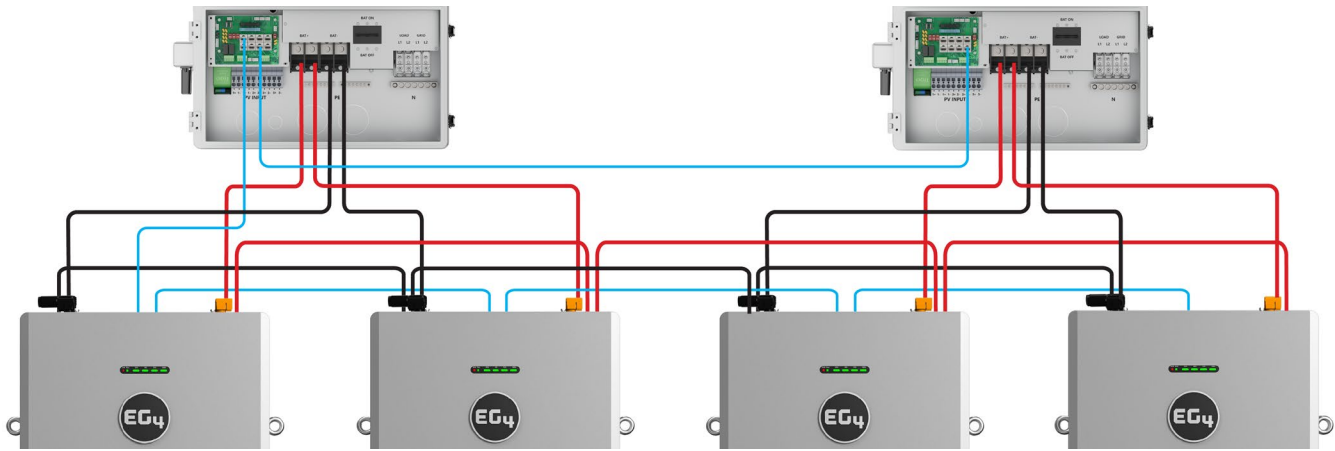 BAT ON
BAT+
BAT-
LOAD
GRID
L1 L2 L1 L2
BAT OFF
PV INPUT
PE
N
BAT ON
BAT+
BAT-
LOAD
GRID
L1 L2 L1 L2
BAT OFF
PV INPUT
PE
N
EG4
EG4
EG4
EG4